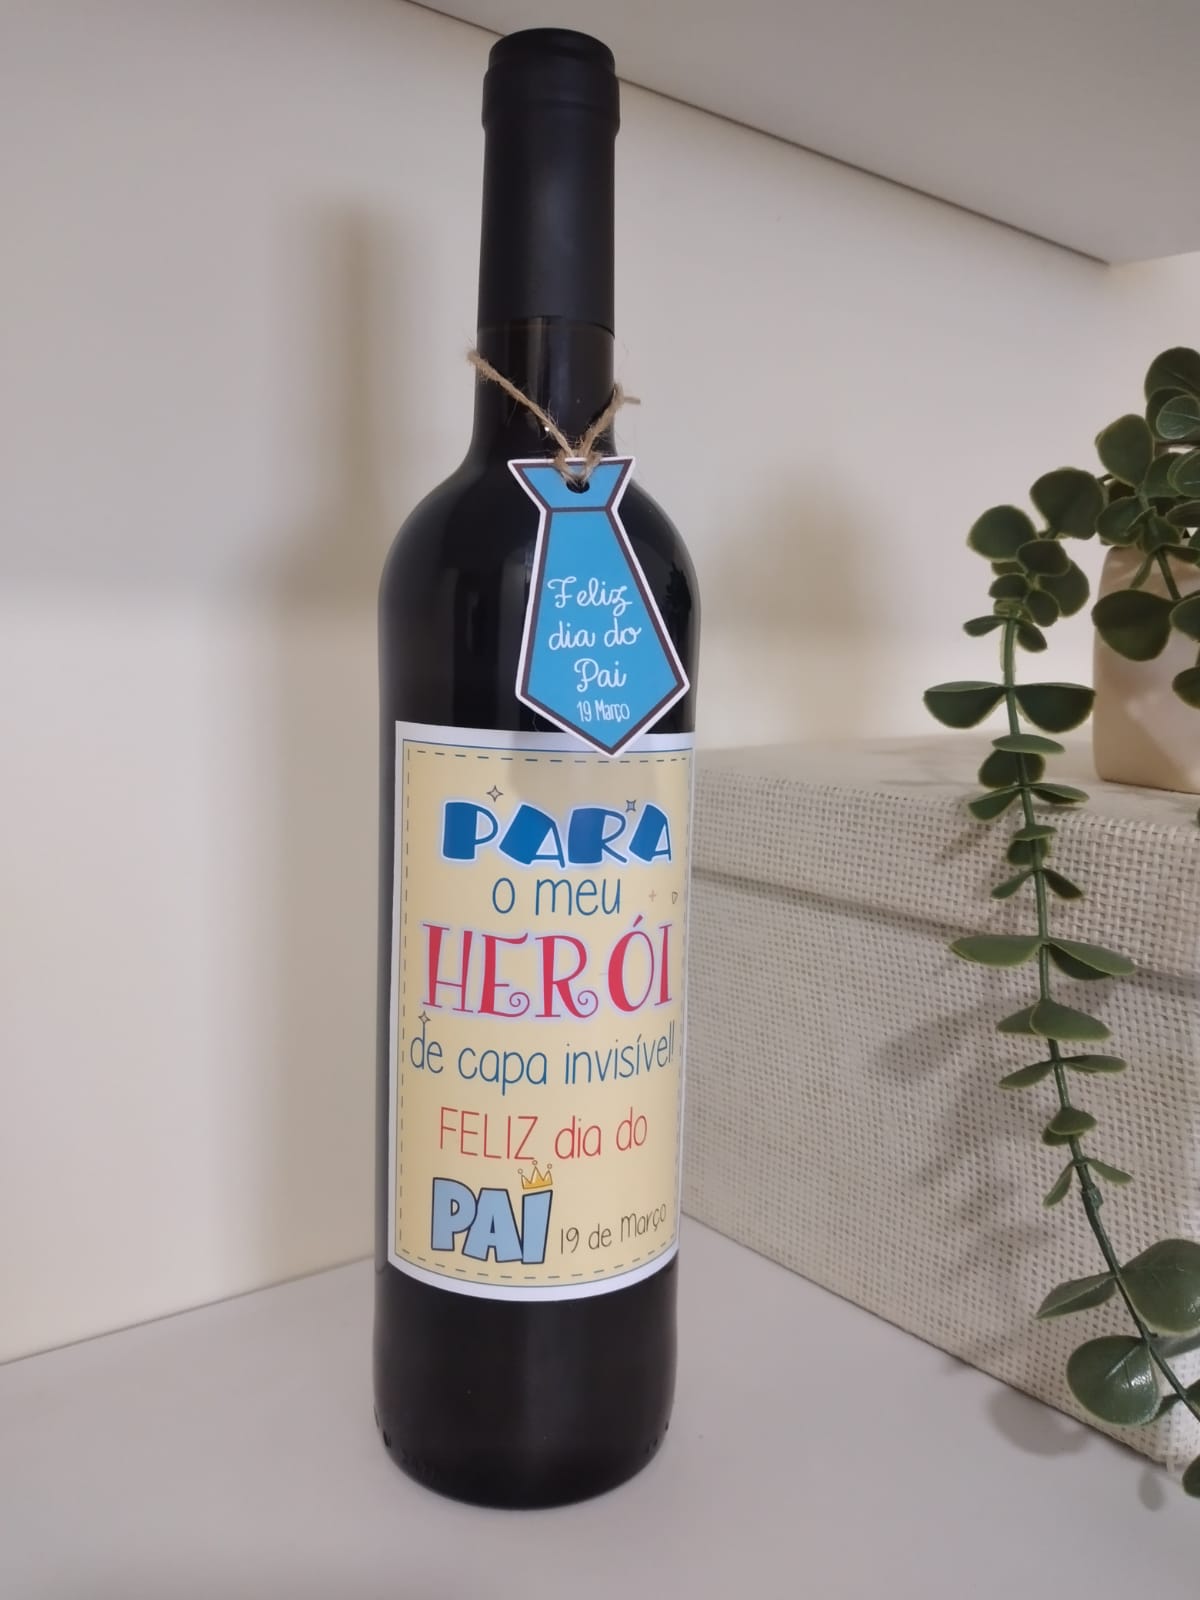 Feliz
dia do
Pai
19 Março
PARA
o meu
HERÓI
de capa invisível!
FELIZ dia do
PAI
19 de Março